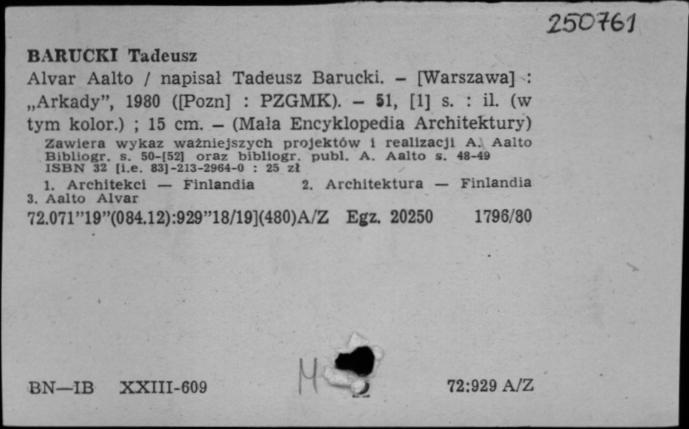 250761
BARUCKI Tadeusz
Alvar Aalto / napisał Tadeusz Barucki. — [Warszawa] :
„Arkady”, 1980 ([Pozn] : PZGMK). — 51, [1] s. : il. (w
tym kolor.) ; 15 cm. — (Mała Encyklopedia Architektury)
Zawiera wykaz ważniejszych projektów i realizacji A. Aalto
Bibliogr. s. 50-[52] oraz bibliogr. publ. A. Aalto s. 48-49
ISBN 32 [i.e. 83]-213-2964-0 : 25 zł
1. Architekci — Finlandia 2. Architektura — Finlandia
3. Aalto Alvar
72.071”19”(084.12):929”18/19](480)A/Z Egz. 20250 1796/80
M
BN—IB XXIII-609 72:929 A/Z